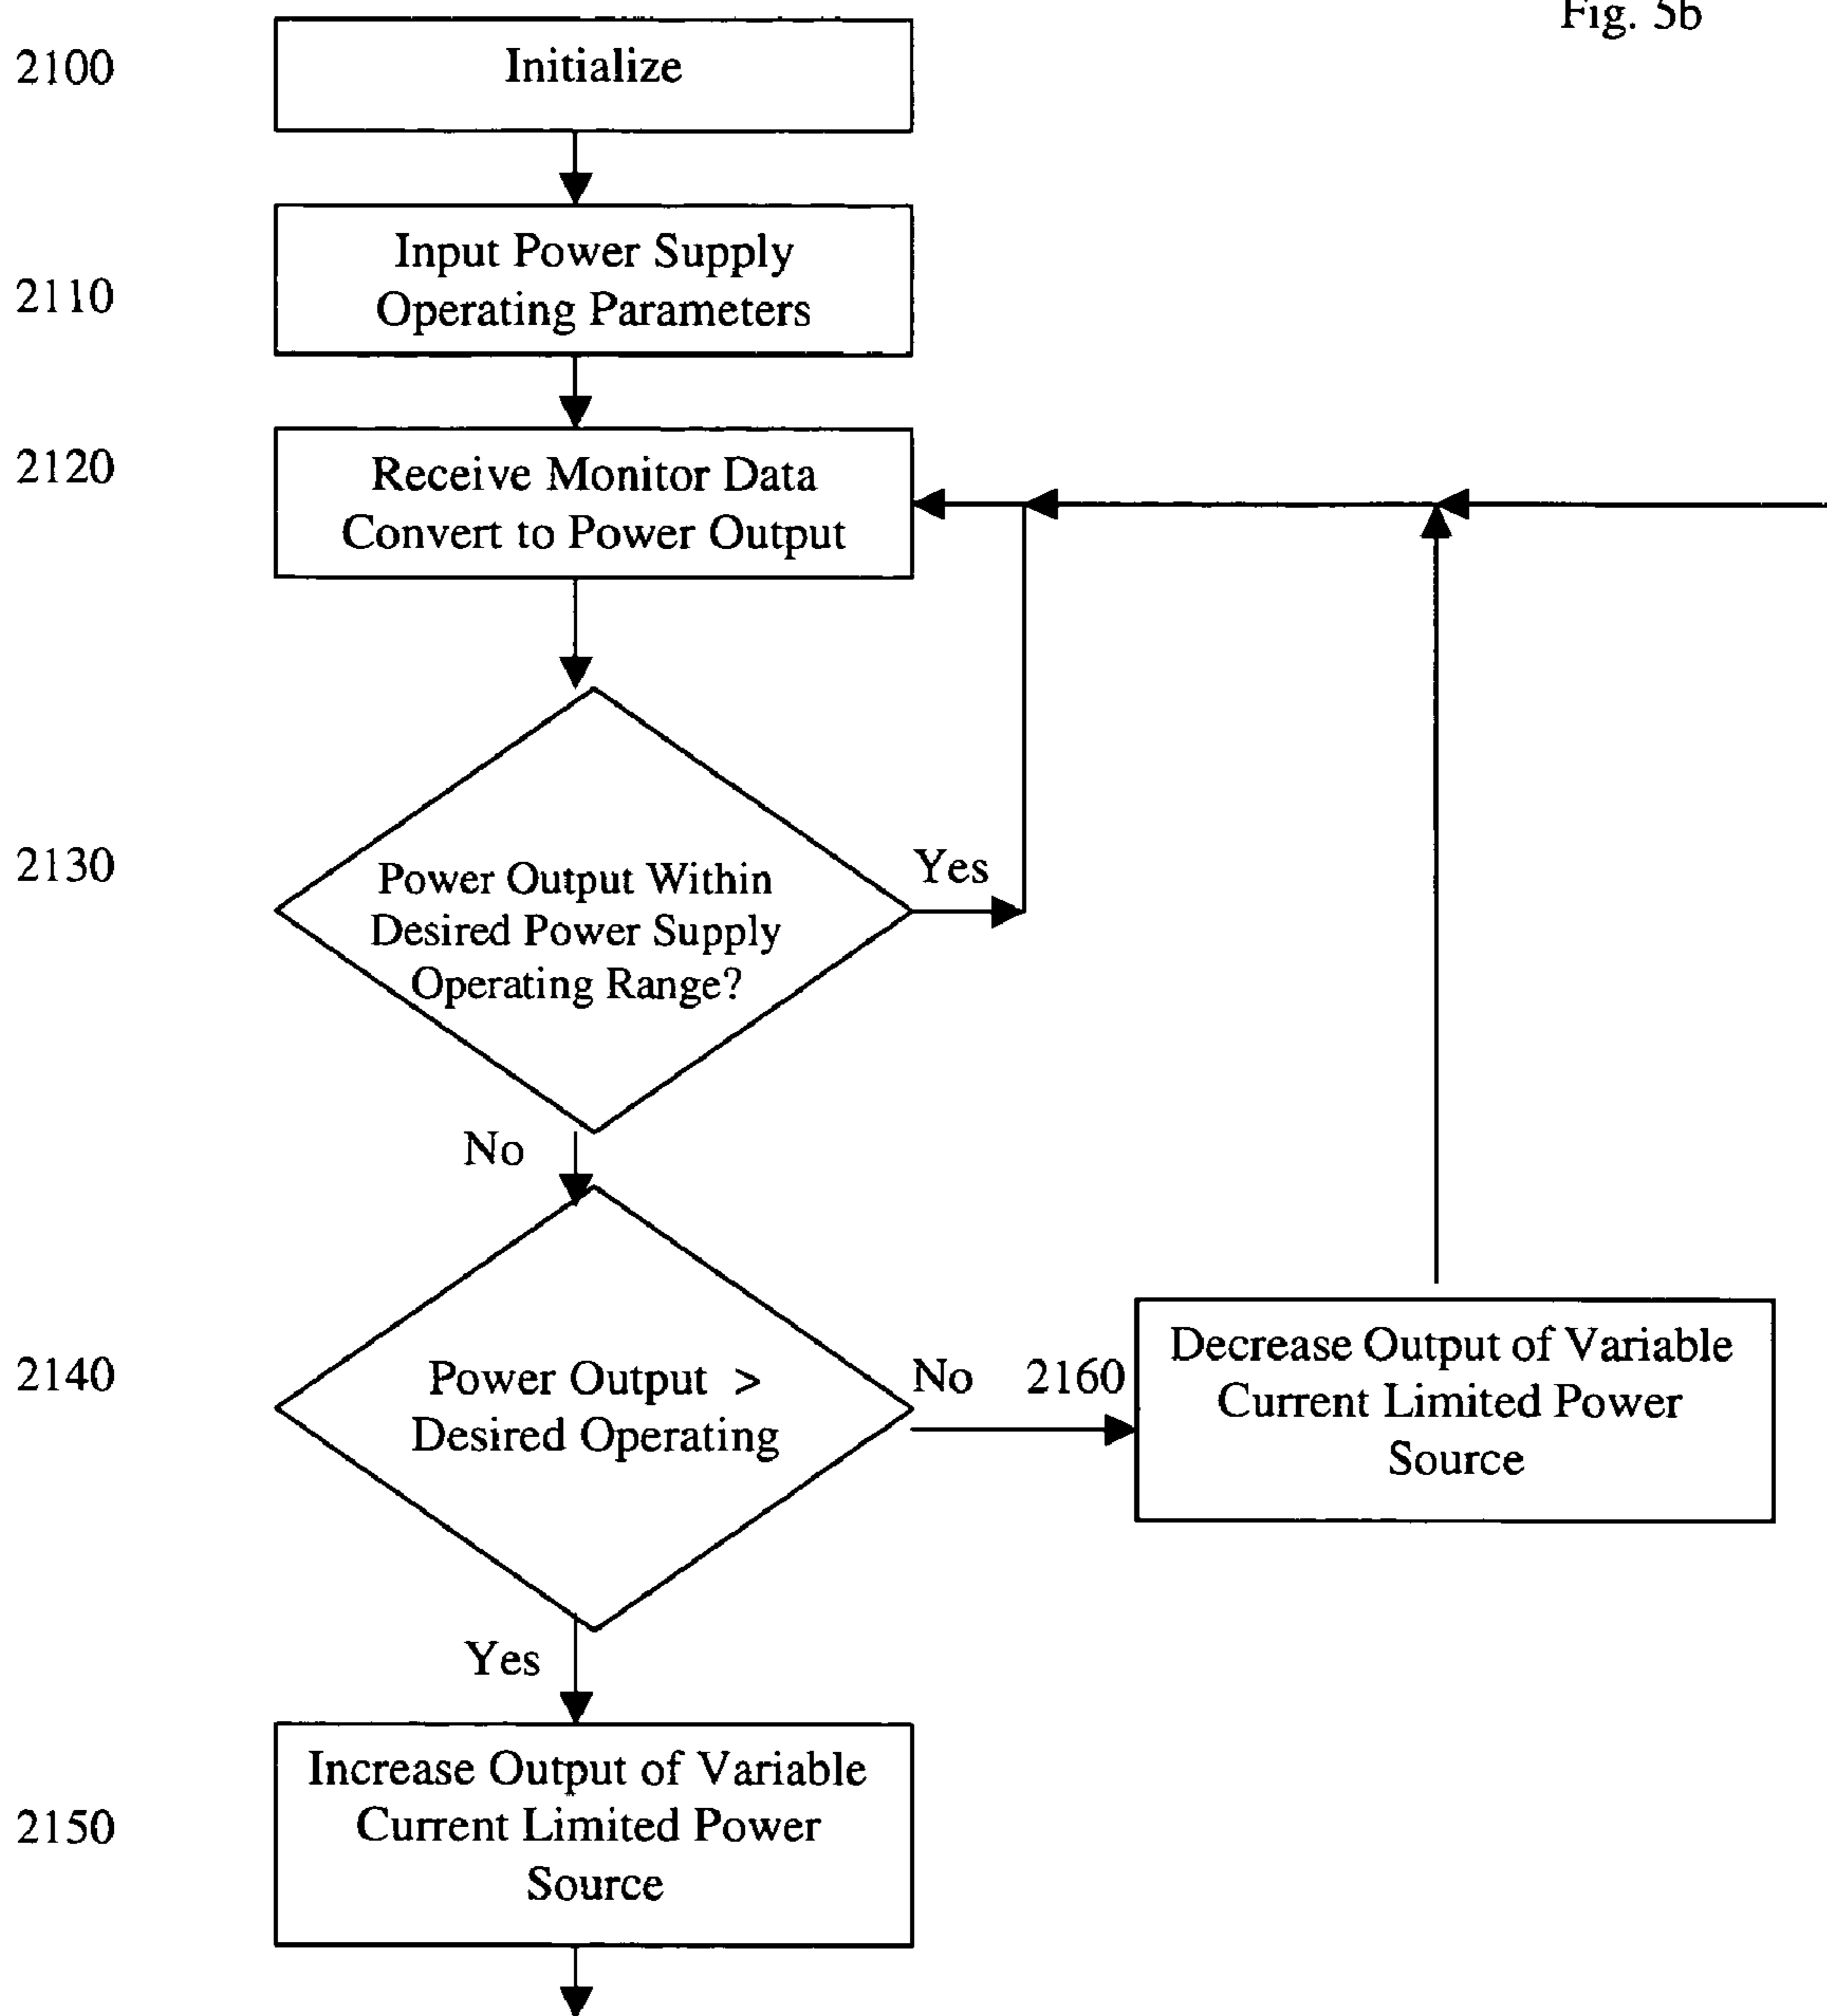 Fig. 5b
2100
Initialize
2110
Input Power Supply
Operating Parameters
2120
Receive Monitor Data
Convert to Power Output
2130
Power Output Within
Desired Power Supply
Operating Range?
Yes
No
2140
Power Output >
Desired Operating
No
2160
Decrease Output of Variable
Current Limited Power
Source
Yes
2150
Increase Output of Variable
Current Limited Power
Source